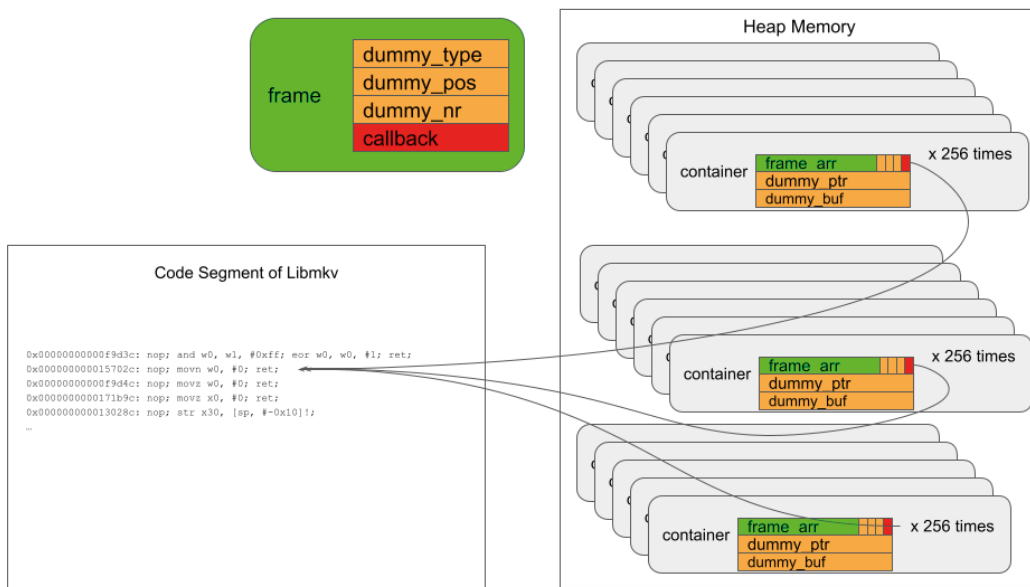 frame
dummy_type
dummy_pos
dummy_nr
callback
Heap Memory
container
frame_arr
dummy_ptr
dummy_buf
x 256 times
container
frame_arr
dummy_ptr
dummy_buf
x 256 times
container
frame_arr
dummy_ptr
dummy_buf
x 256 times
Code Segment of Libmkv
0x00000000000f9d3c: nop; and w0, w1, #0xff; eor w0, w0, #1; ret;
0x000000000015702c: nop; movn w0, #0; ret;
0x00000000000f9d4c: nop; movz w0, #0; ret;
0x0000000000171b9c: nop; movz x0, #0; ret;
0x000000000013028c: nop; str x30, [sp, #-0x10]!;
…